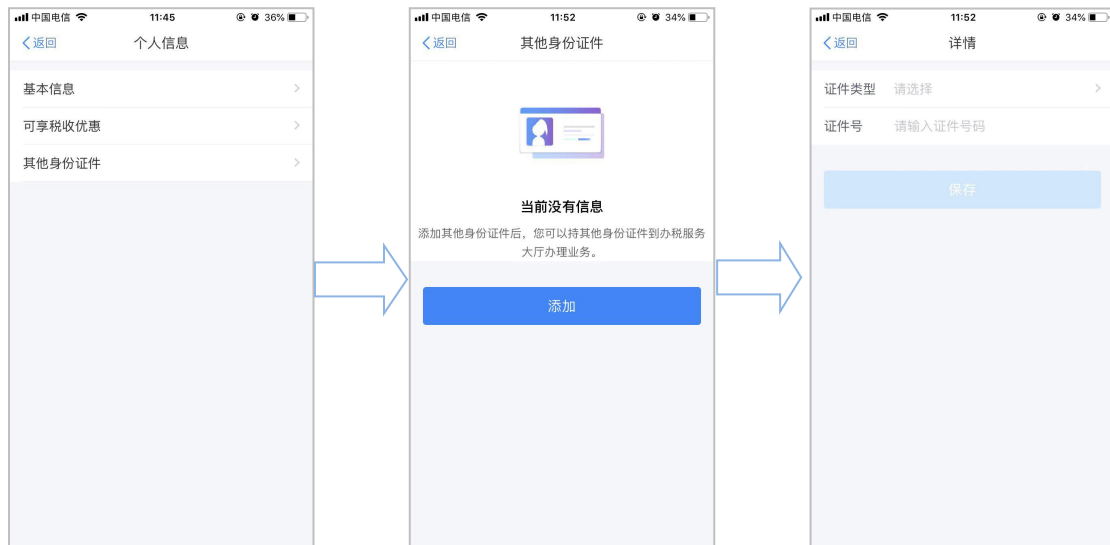 中国电信 11:45 36%
返回 个人信息
基本信息
可享税收优惠
其他身份证件
中国电信 11:52 34%
返回 其他身份证件
当前没有信息
添加其他身份证件后，您可以持其他身份证件到办税服务
大厅办理业务。
添加
中国电信 11:52 34%
返回 详情
证件类型 请选择
证件号 请输入证件号码
保存